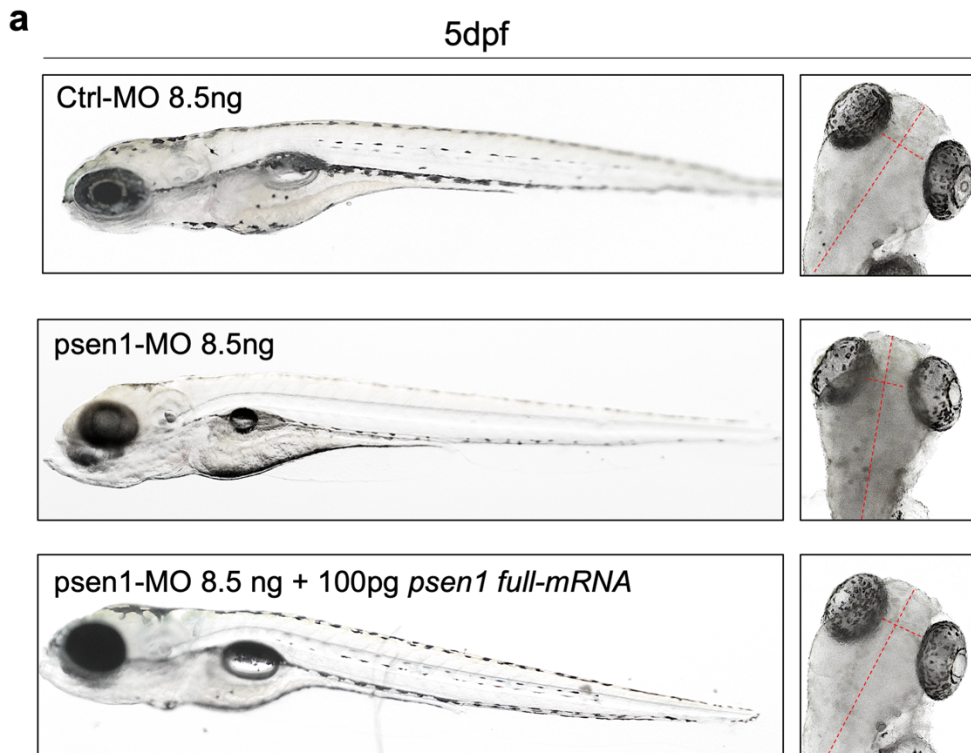 a
5dpf
Ctrl-MO 8.5ng
psen1-MO 8.5ng
psen1-MO 8.5 ng + 100pg psen1 full-mRNA